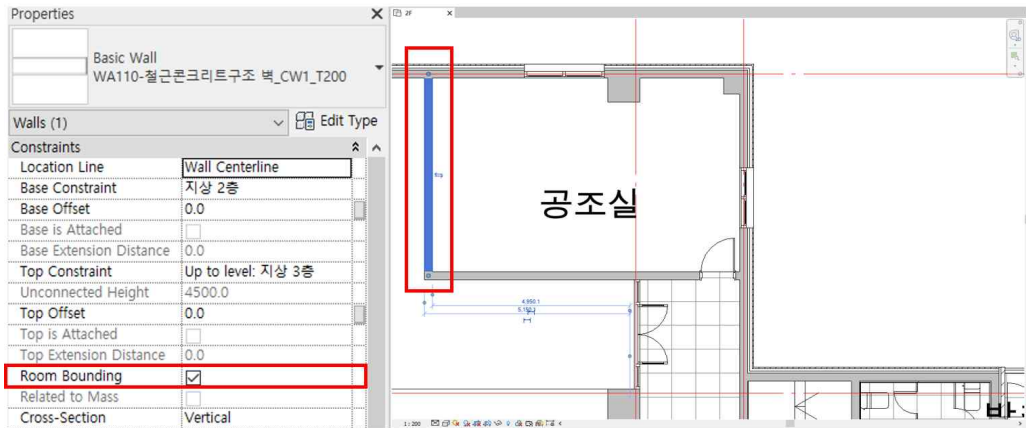 Properties
Basic Wall
WA110-철근콘크리트구조 벽_CW1_T200
Walls (1)
Edit Type
Constraints
Location Line Wall Centerline
Base Constraint 지상 2층
Base Offset 0.0
Base is Attached
Base Extension Distance 0.0
Top Constraint Up to level: 지상 3층
Unconnected Height 4500.0
Top Offset 0.0
Top is Attached
Top Extension Distance 0.0
Room Bounding
Related to Mass
Cross-Section Vertical
2F
공조실
4,950.1
1 : 200